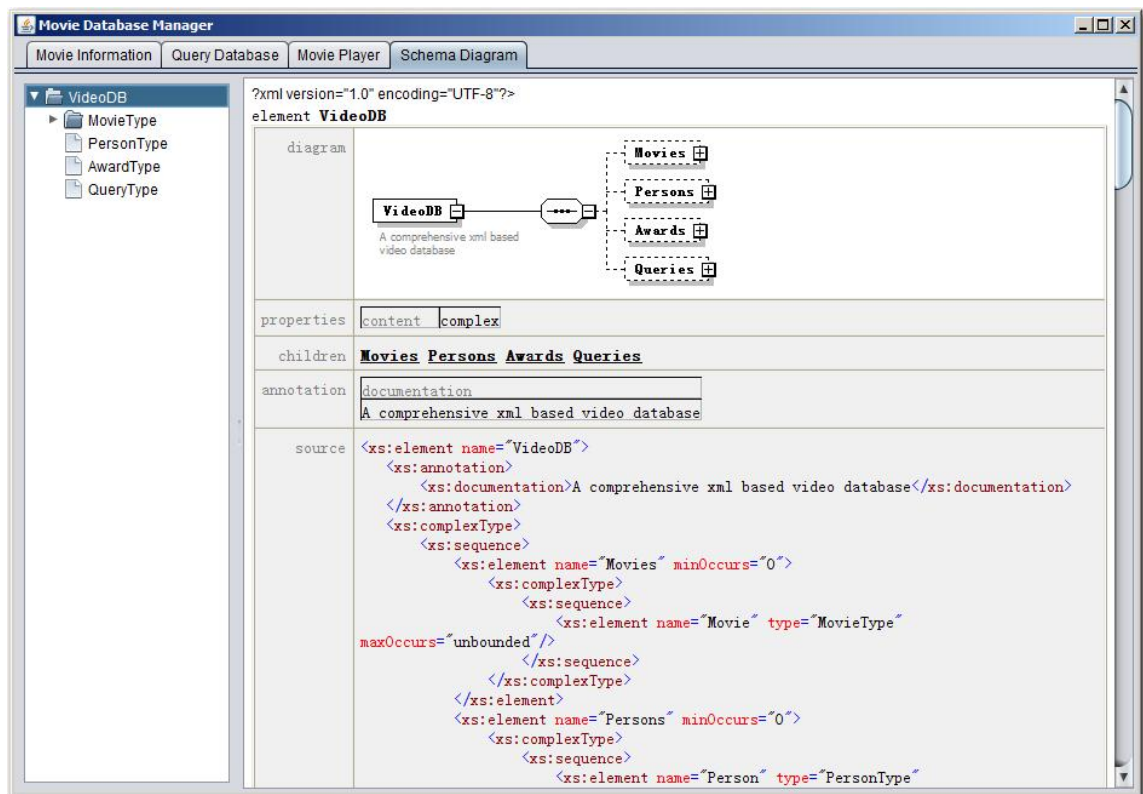 Movie Database Manager
Movie Information Query Database Movie Player Schema Diagram
VideoDB
MovieType
PersonType
AwardType
QueryType
?xml version="1.0" encoding="UTF-8"?>
element VideoDB
diagram
VideoDB
A comprehensive xml based
video database
Movies
Persons
Awards
Queries
properties content complex
children Movies Persons Awards Queries
annotation documentation
A comprehensive xml based video database
source <xs:element name="VideoDB">
<xs:annotation>
<xs:documentation>A comprehensive xml based video database</xs:documentation>
</xs:annotation>
<xs:complexType>
<xs:sequence>
<xs:element name="Movies" minOccurs="0">
<xs:complexType>
<xs:sequence>
<xs:element name="Movie" type="MovieType"
maxOccurs="unbounded"/>
</xs:sequence>
</xs:complexType>
</xs:element>
<xs:element name="Persons" minOccurs="0">
<xs:complexType>
<xs:sequence>
<xs:element name="Person" type="PersonType"